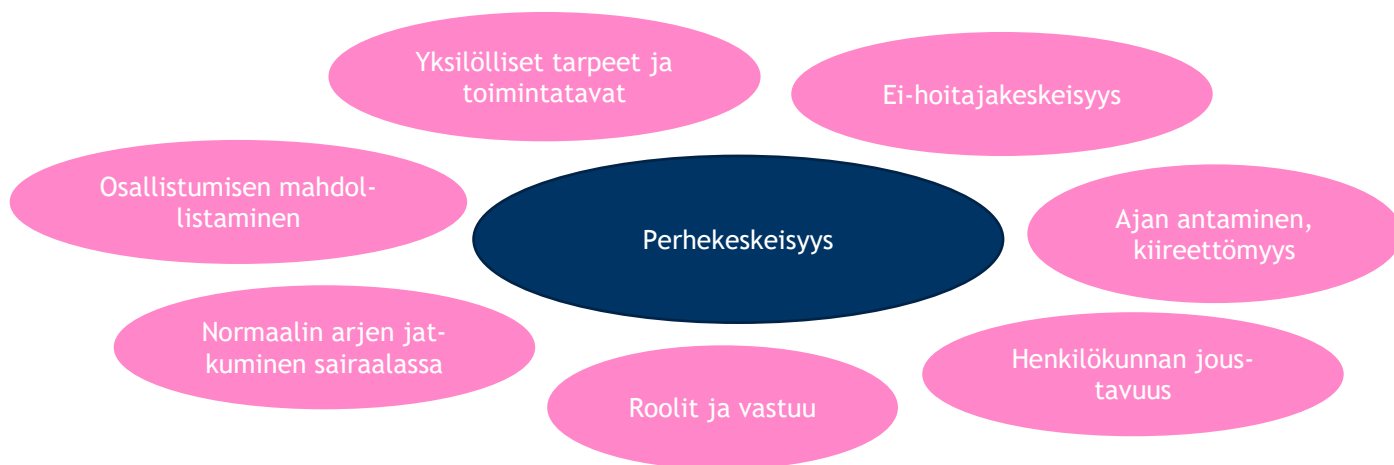 Yksilölliset tarpeet ja
toimintatavat
Ei-hoitajakeskeisyys
Osallistumisen mahdol-
listaminen
Perhekeskeisyys
Ajan antaminen,
kiireettömyys
Normaalin arjen jat-
kuminen sairaalassa
Henkilökunnan jous-
tavuus
Roolit ja vastuu